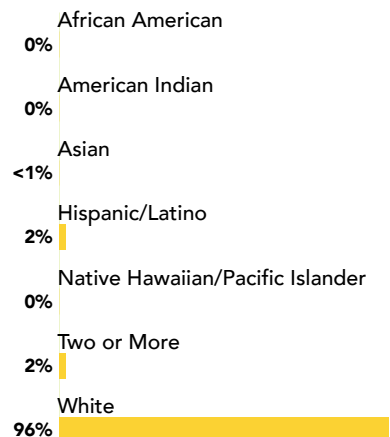 African American
0%
American Indian
0%
Asian
<1%
Hispanic/Latino
2%
Native Hawaiian/Pacific Islander
0%
Two or More
2%
White
96%